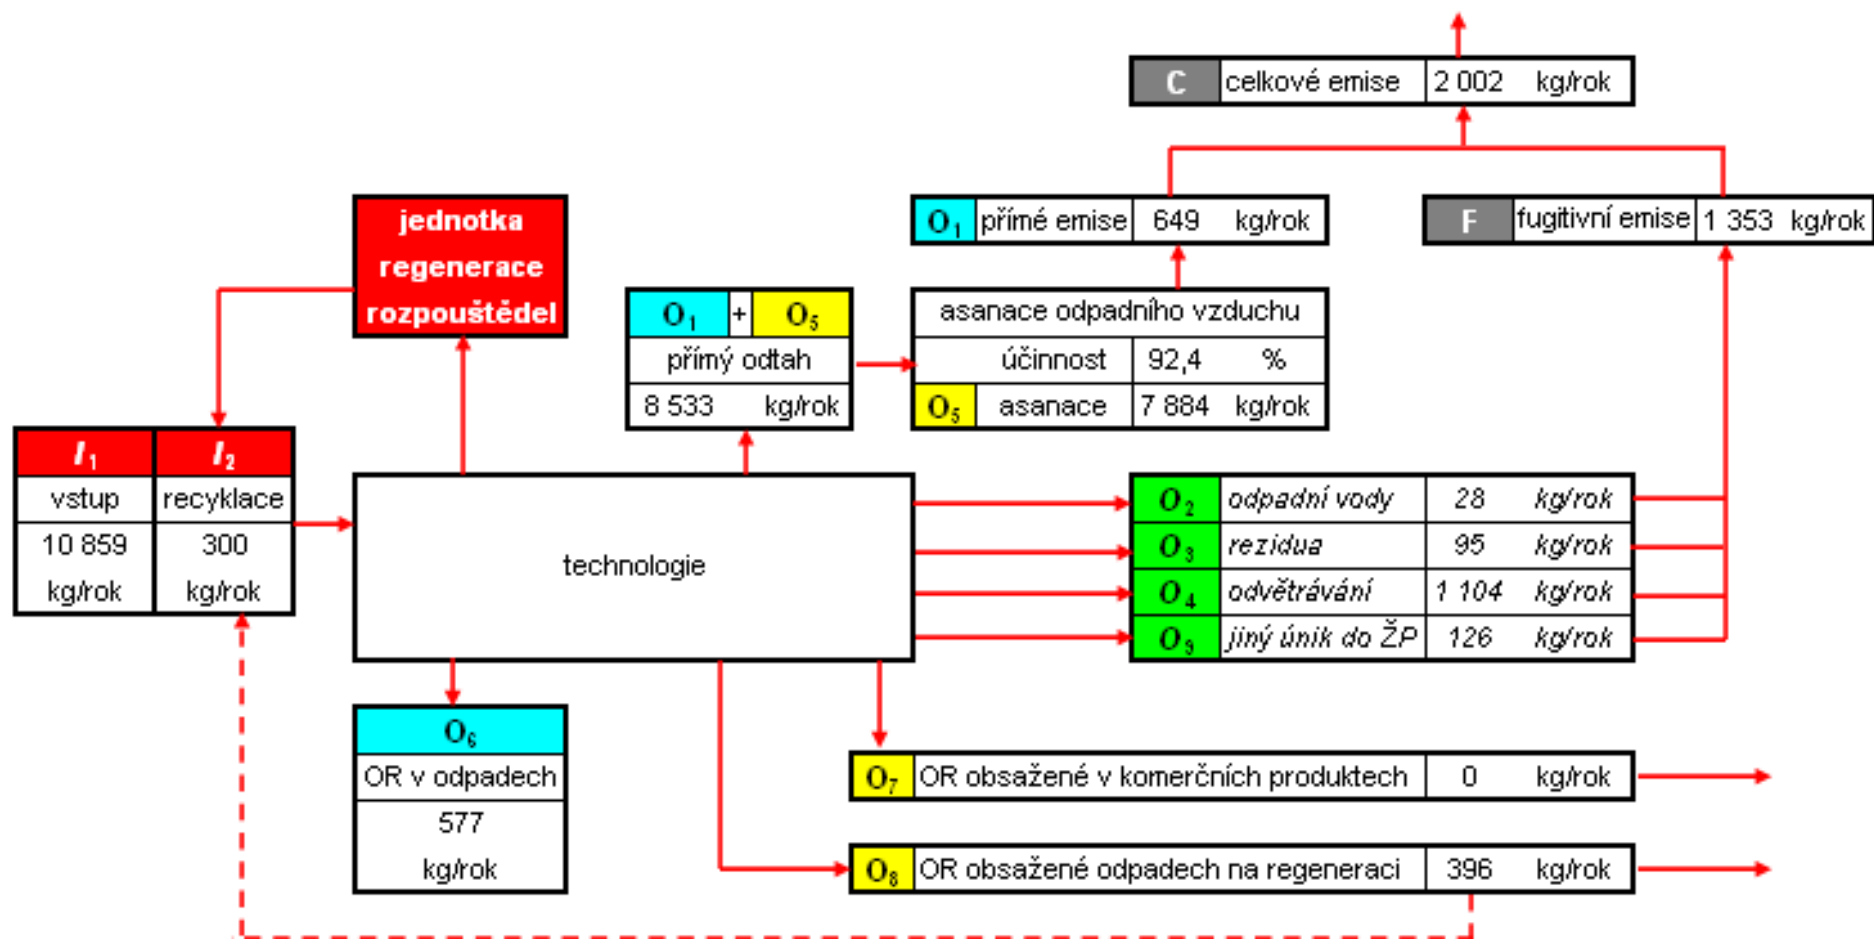 C celkové emise 2 002 kg/rok
jednotka
regenerace
rozpouštědel
O₁ přímé emise 649 kg/rok
F fugitivní emise 1 353 kg/rok
O₁ + O₅
přímý odtah
8 533 kg/rok
asanace odpadního vzduchu
účinnost 92,4 %
O₅ asanace 7 884 kg/rok
I₁ I₂
vstup recyklace
10 859 300
kg/rok kg/rok
technologie
O₂ odpadní vody 28 kg/rok
O₃ rezidua 95 kg/rok
O₄ odvětrávání 1 104 kg/rok
O₉ jiný únik do ŽP 126 kg/rok
O₆
OR v odpadech
577
kg/rok
O₇ OR obsažené v komerčních produktech 0 kg/rok
O₈ OR obsažené odpadech na regeneraci 396 kg/rok